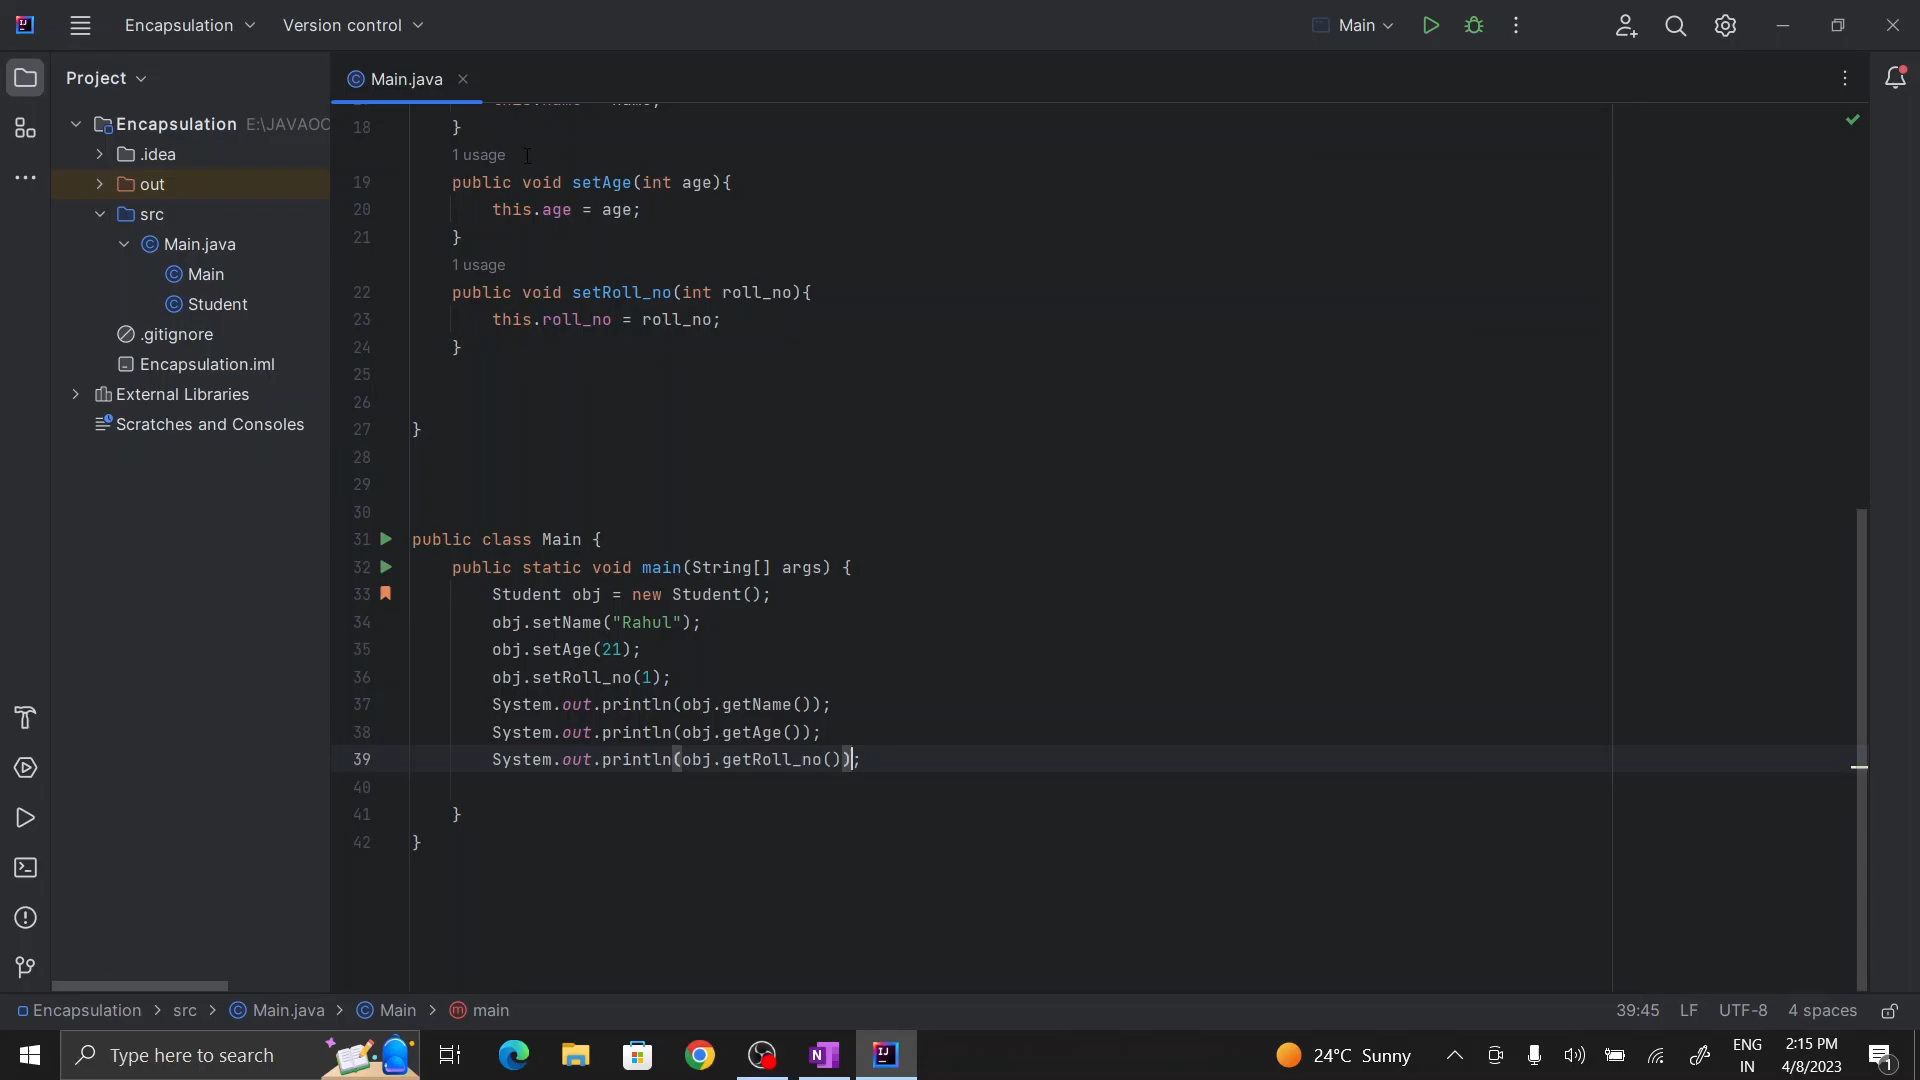 Encapsulation
Version control
Main
Project
Main.java
Encapsulation E:\JAVAOC
.idea
out
src
Main.java
Main
Student
.gitignore
Encapsulation.iml
External Libraries
Scratches and Consoles
18 }
1 usage
19 public void setAge(int age){
20 this.age = age;
21 }
1 usage
22 public void setRoll_no(int roll_no){
23 this.roll_no = roll_no;
24 }
25
26
27 }
28
29
30
31 public class Main {
32 public static void main(String[] args) {
33 Student obj = new Student();
34 obj.setName("Rahul");
35 obj.setAge(21);
36 obj.setRoll_no(1);
37 System.out.println(obj.getName());
38 System.out.println(obj.getAge());
39 System.out.println(obj.getRoll_no());
40
41 }
42 }
Encapsulation > src > Main.java > Main > main
39:45 LF UTF-8 4 spaces
Type here to search
24°C Sunny
ENG
IN
2:15 PM
4/8/2023
1